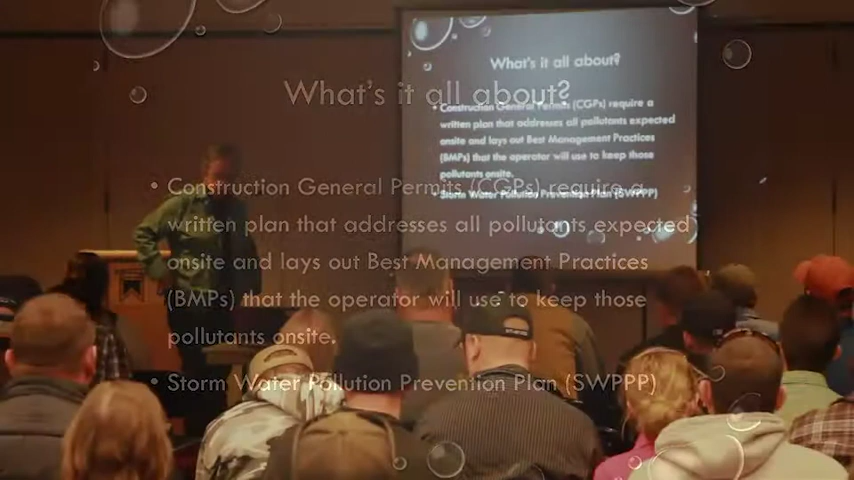 What's it all about?
• Construction General Permits (CGPs) require a
written plan that addresses all pollutants expected
onsite and lays out Best Management Practices
(BMPs) that the operator will use to keep those
pollutants onsite.
• Storm Water Pollution Prevention Plan (SWPPP)
What's it all about?
• Construction General Permits (CGPs) require a
written plan that addresses all pollutants expected
onsite and lays out Best Management Practices
(BMPs) that the operator will use to keep those
pollutants onsite.
• Storm Water Pollution Prevention Plan (SWPPP)